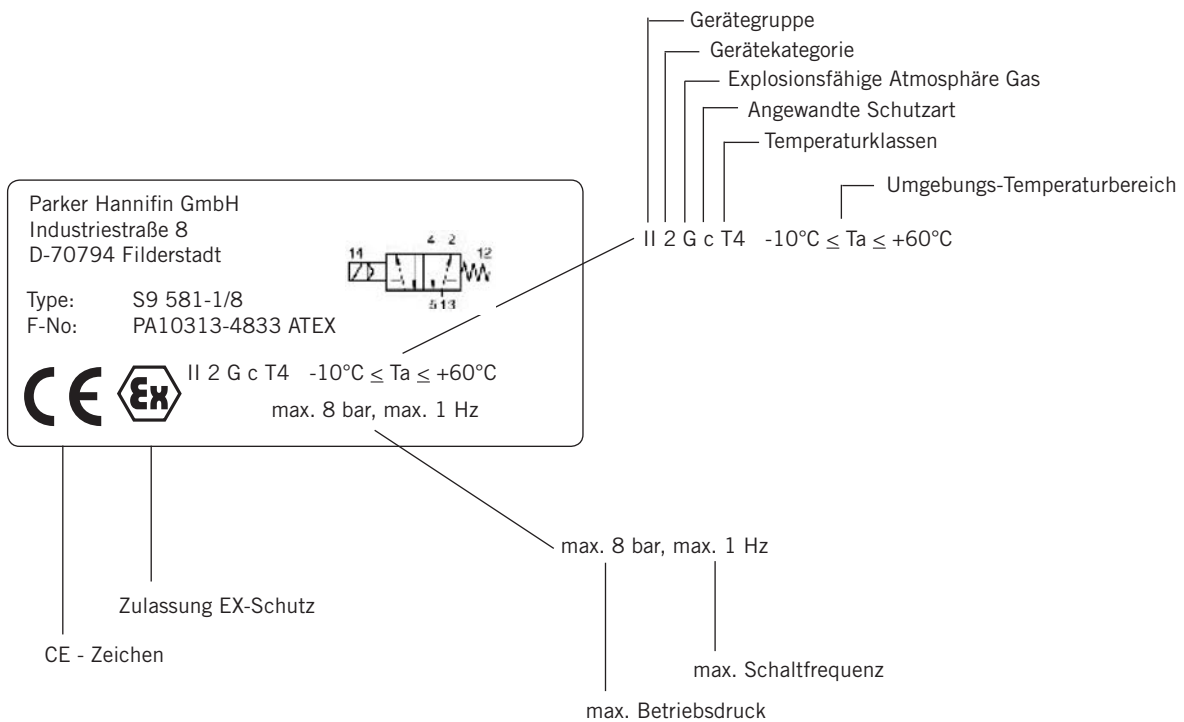 Gerätegruppe
Gerätekategorie
Explosionsfähige Atmosphäre Gas
Angewandte Schutzart
Temperaturklassen
Umgebungs-Temperaturbereich
II 2 G c T4 -10°C ≤ Ta ≤ +60°C
Parker Hannifin GmbH
Industriestraße 8
D-70794 Filderstadt
4 2
14 12
513
Type: S9 581-1/8
F-No: PA10313-4833 ATEX
CE Ex II 2 G c T4 -10°C ≤ Ta ≤ +60°C
max. 8 bar, max. 1 Hz
max. 8 bar, max. 1 Hz
Zulassung EX-Schutz
CE - Zeichen
max. Schaltfrequenz
max. Betriebsdruck